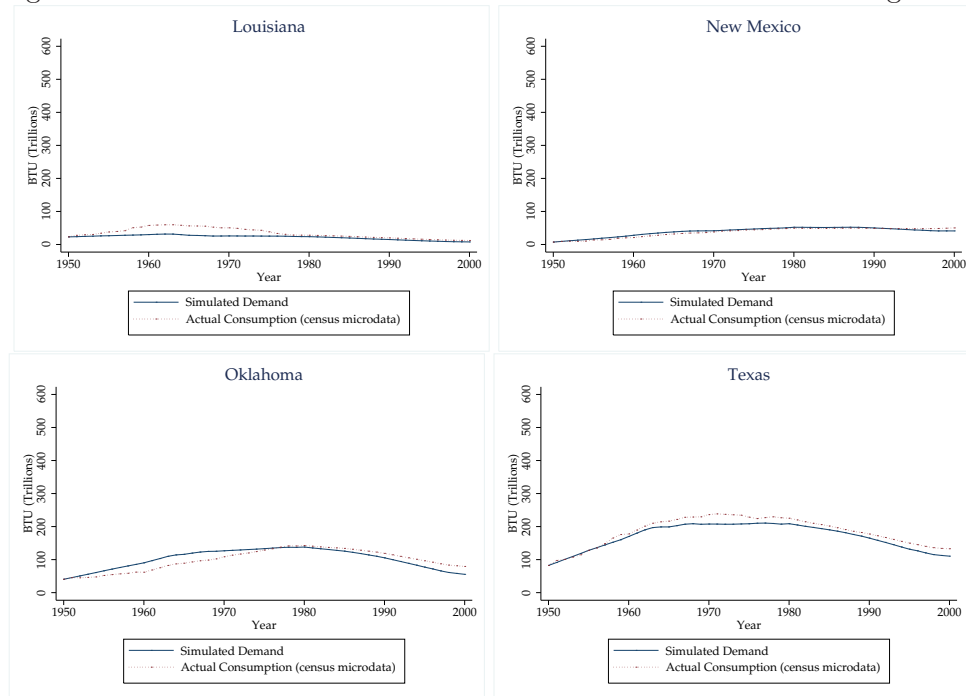 Louisiana
BTU (Trillions)
0 100 200 300 400 500 600
1950 1960 1970 1980 1990 2000
Year
Simulated Demand
Actual Consumption (census microdata)
New Mexico
BTU (Trillions)
0 100 200 300 400 500 600
1950 1960 1970 1980 1990 2000
Year
Simulated Demand
Actual Consumption (census microdata)
Oklahoma
BTU (Trillions)
0 100 200 300 400 500 600
1950 1960 1970 1980 1990 2000
Year
Simulated Demand
Actual Consumption (census microdata)
Texas
BTU (Trillions)
0 100 200 300 400 500 600
1950 1960 1970 1980 1990 2000
Year
Simulated Demand
Actual Consumption (census microdata)